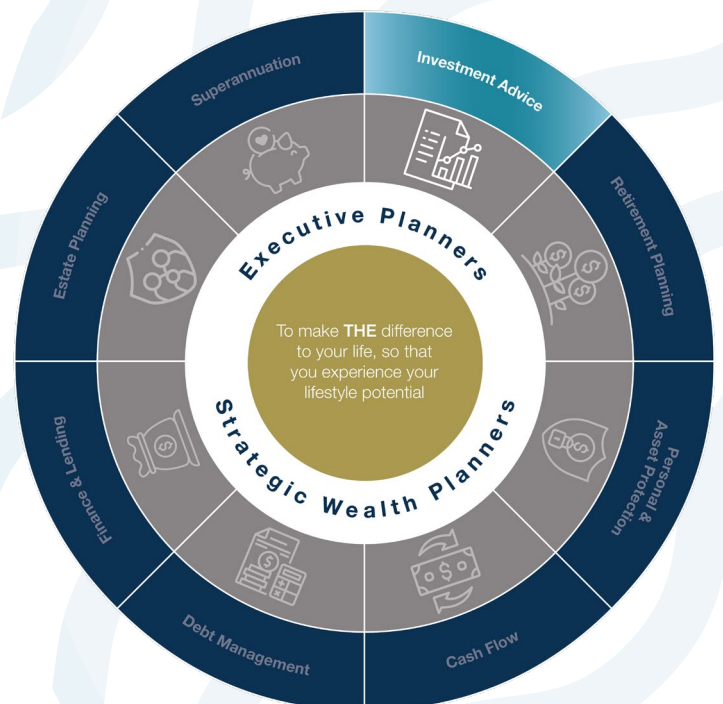 Superannuation
Investment Advice
Retirement Planning
Personal &
Asset Protection
Cash Flow
Debt Management
Finance & Lending
Estate Planning
Executive Planners
To make THE difference
to your life, so that
you experience your
lifestyle potential
Strategic Wealth Planners